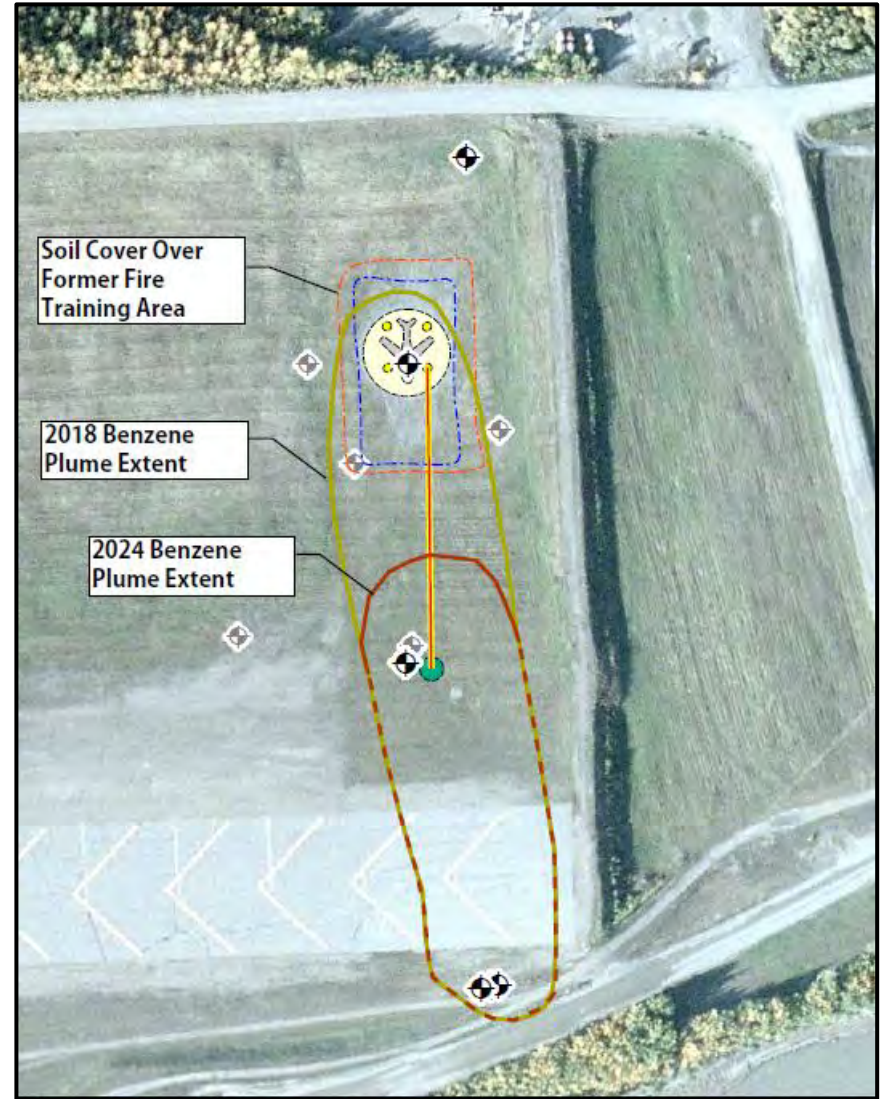 Soil Cover Over
Former Fire
Training Area
2018 Benzene
Plume Extent
2024 Benzene
Plume Extent